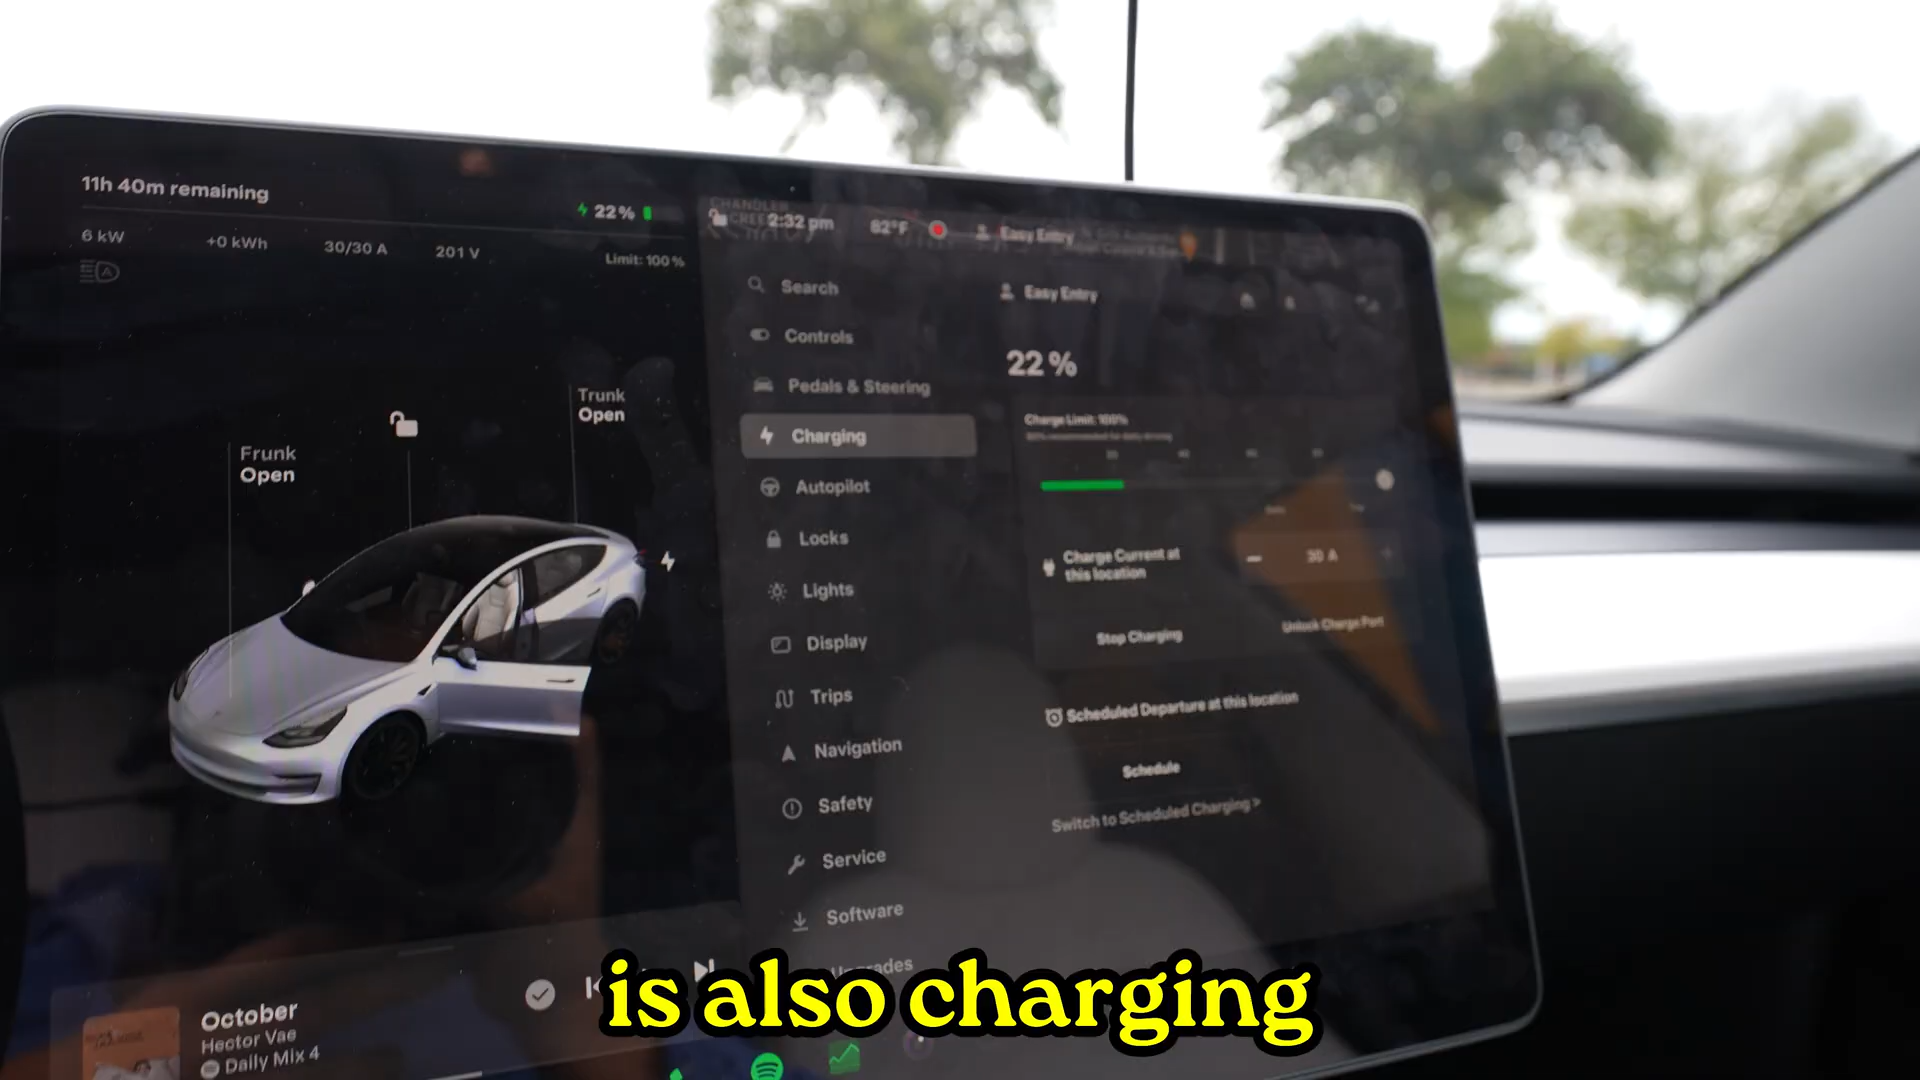 11h 40m remaining
22%
6 kW
+0 kWh
30/30 A
201 V
Limit: 100%
CHANDLER
2:32 pm
82°F
Easy Entry
Search
Controls
Pedals & Steering
Charging
Autopilot
Locks
Lights
Display
Trips
Navigation
Safety
Service
Software
Easy Entry
22%
Charge Limit: 100%
Charge Current at
this location
30 A
Stop Charging
Unlock Charge Port
Scheduled Departure at this location
Schedule
Switch to Scheduled Charging >
Frunk
Open
Trunk
Open
October
Hector Vae
Daily Mix 4
is also charging